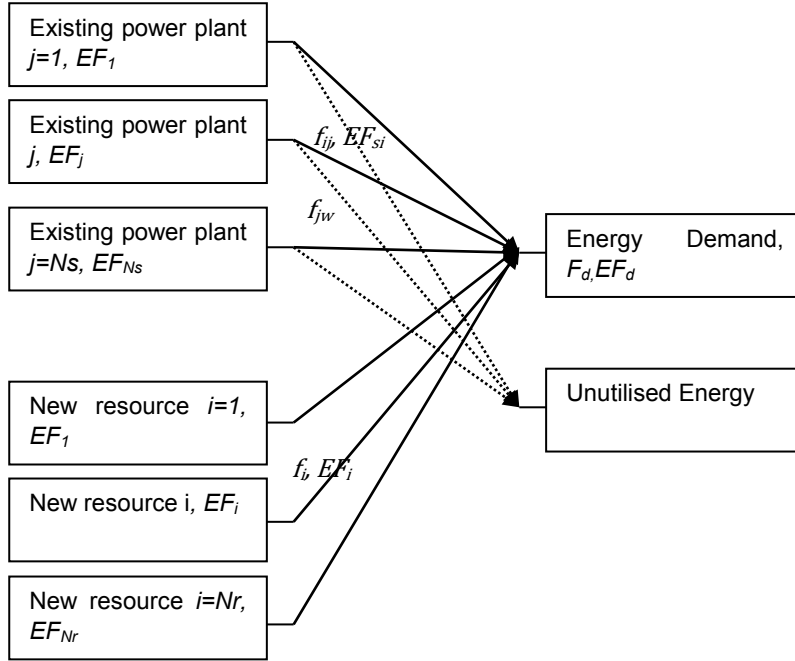 Existing power plant
j=1, EF1
Existing power plant
j, EFj
fij, EFsi
fjw
Existing power plant
j=Ns, EFNs
Energy Demand,
Fd,EFd
New resource i=1,
EF1
Unutilised Energy
fi, EFi
New resource i, EFi
New resource i=Nr,
EFNr